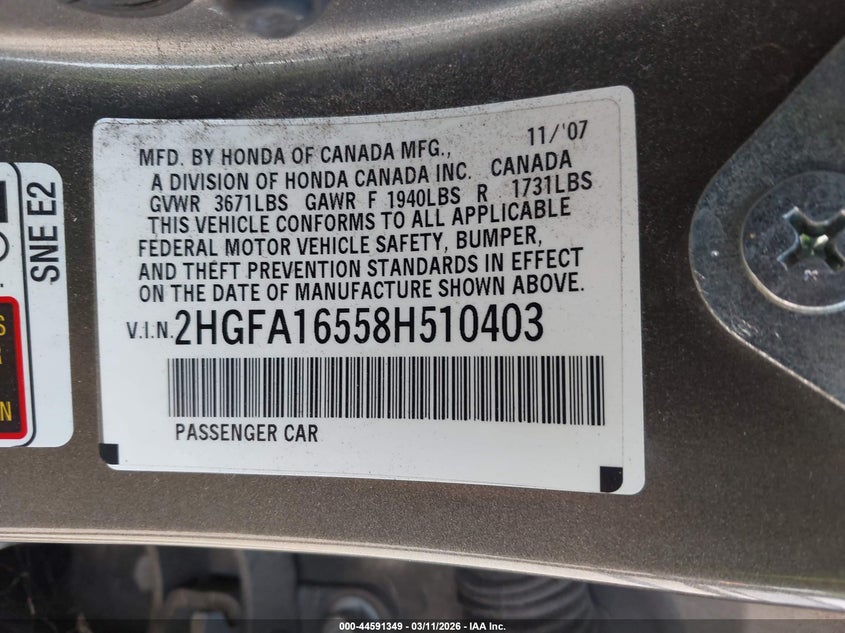 11/'07
MFD. BY HONDA OF CANADA MFG.,
A DIVISION OF HONDA CANADA INC. CANADA
GVWR 3671LBS GAWR F 1940LBS R 1731LBS
THIS VEHICLE CONFORMS TO ALL APPLICABLE
FEDERAL MOTOR VEHICLE SAFETY, BUMPER,
AND THEFT PREVENTION STANDARDS IN EFFECT
ON THE DATE OF MANUFACTURE SHOWN ABOVE.
V.I.N. 2HGFA16558H510403
PASSENGER CAR
SNE E2
000-44591349 | 03/11/2026 | IAA Inc.